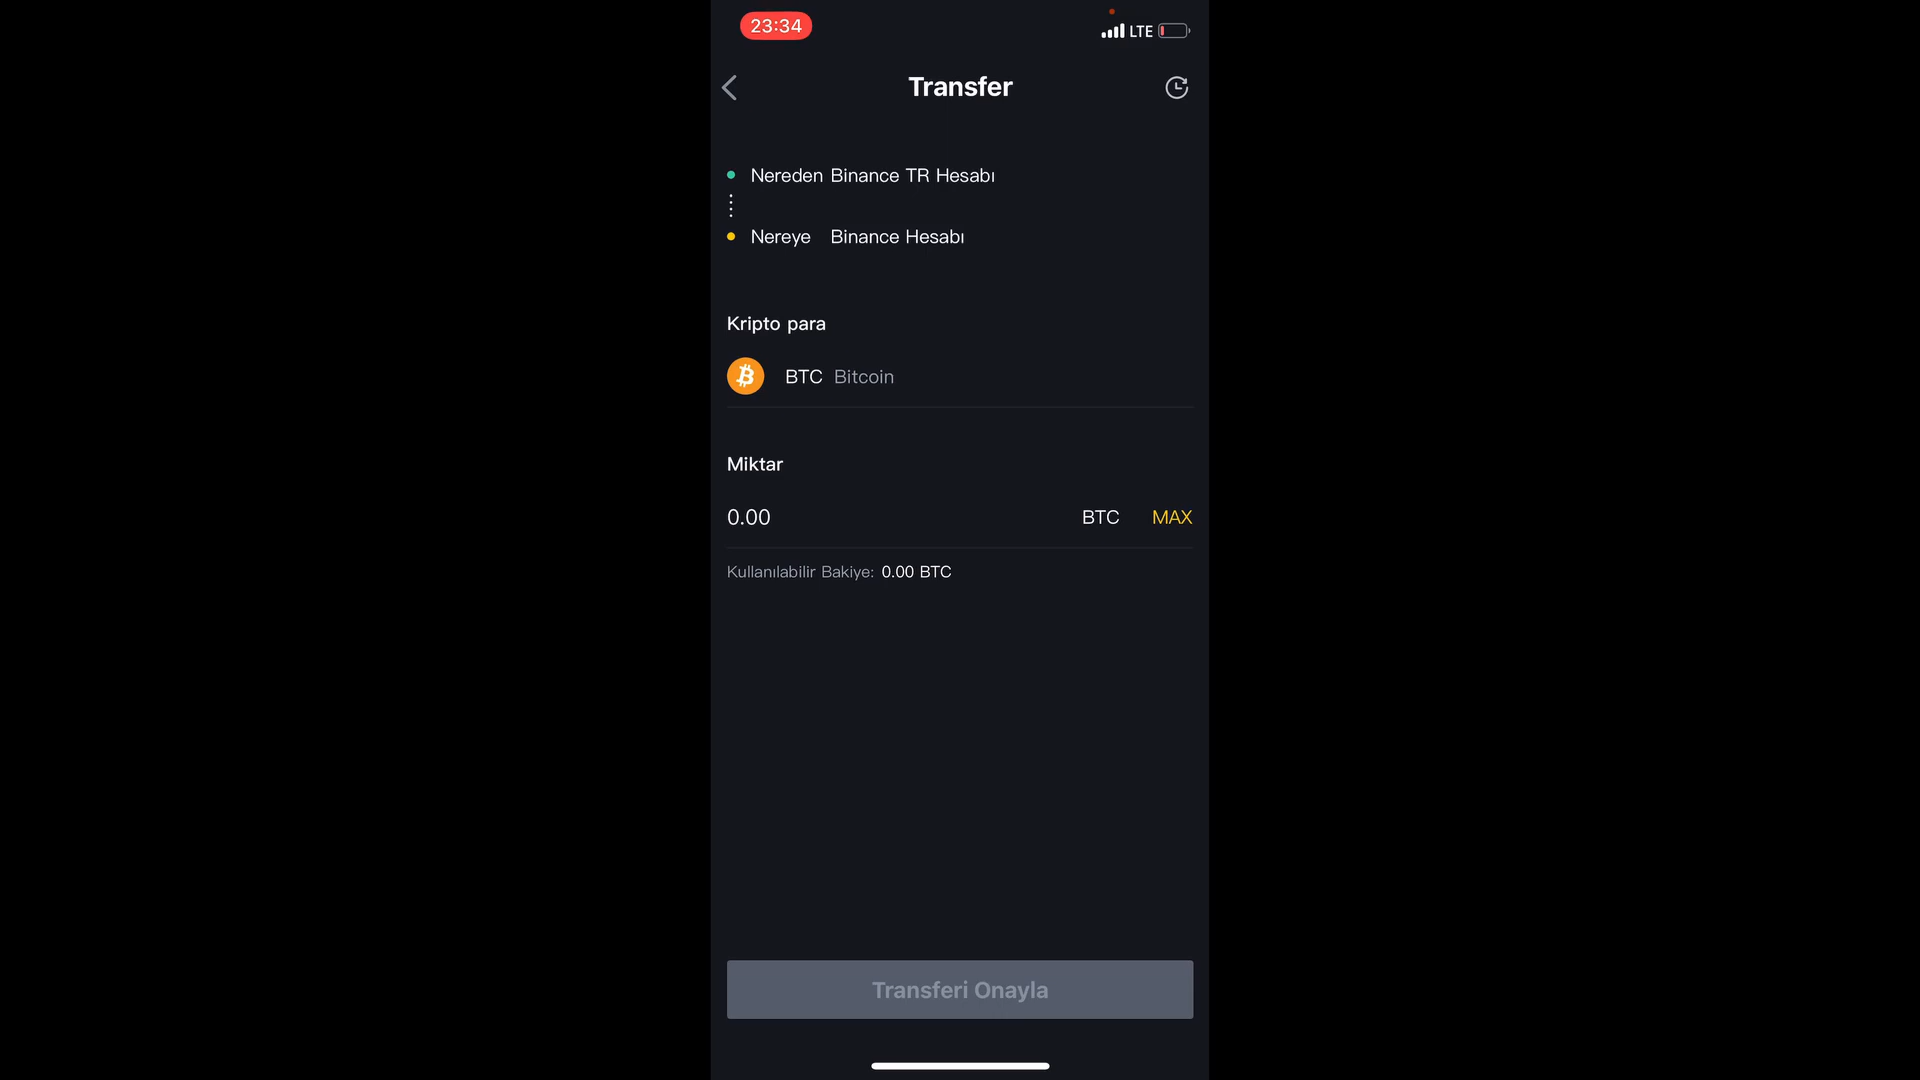 23:34
LTE
Transfer
Nereden Binance TR Hesabı
Nereye Binance Hesabı
Kripto para
BTC Bitcoin
Miktar
0.00 BTC MAX
Kullanılabilir Bakiye: 0.00 BTC
Transferi Onayla